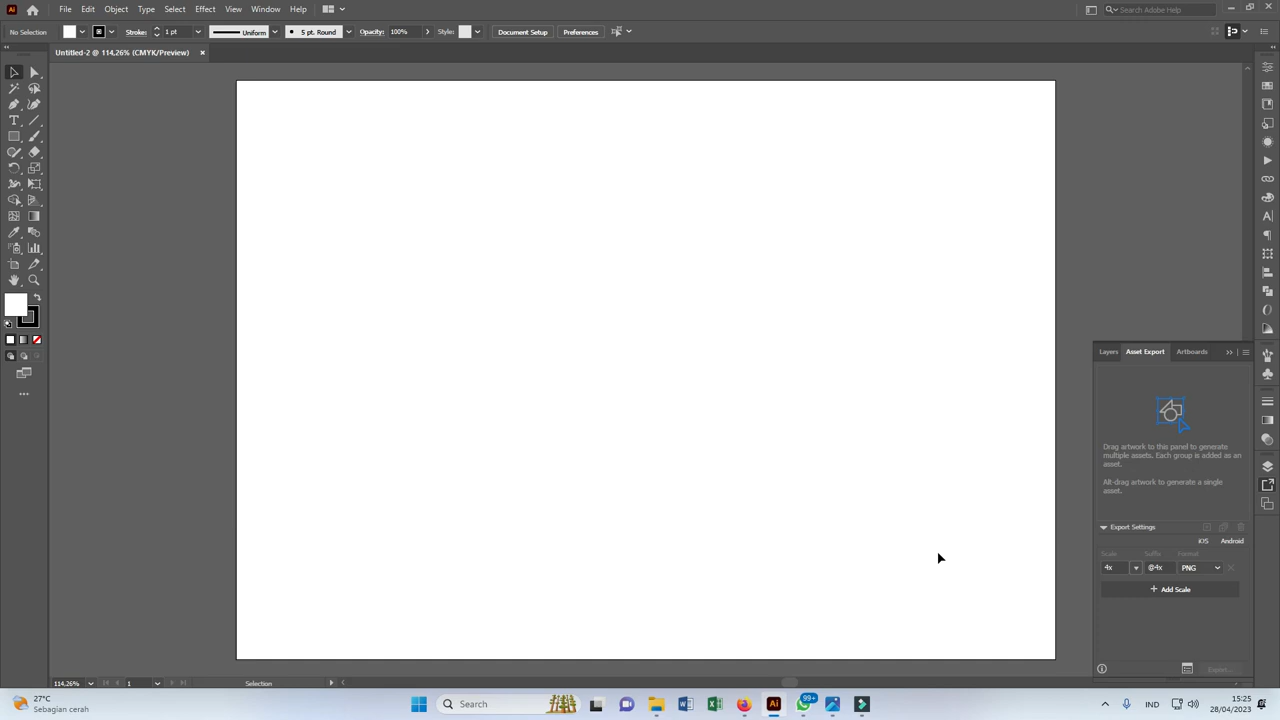 Ai File Edit Object Type Select Effect View Window Help Search Adobe Help
No Selection Stroke: 1 pt Uniform 5 pt. Round Opacity: 100% Style: Document Setup Preferences
Untitled-2 @ 114,26% (CMYK/Preview) ×
Layers Asset Export Artboards
Drag artwork to this panel to generate
multiple assets. Each group is added as an
asset.
Alt-drag artwork to generate a single
asset.
Export Settings
iOS Android
Scale Suffix Format
4x @4x PNG
+ Add Scale
Export...
114,26% 1 Selection
27°C
Sebagian cerah
Search
Ai
99+
IND
15:25
28/04/2023